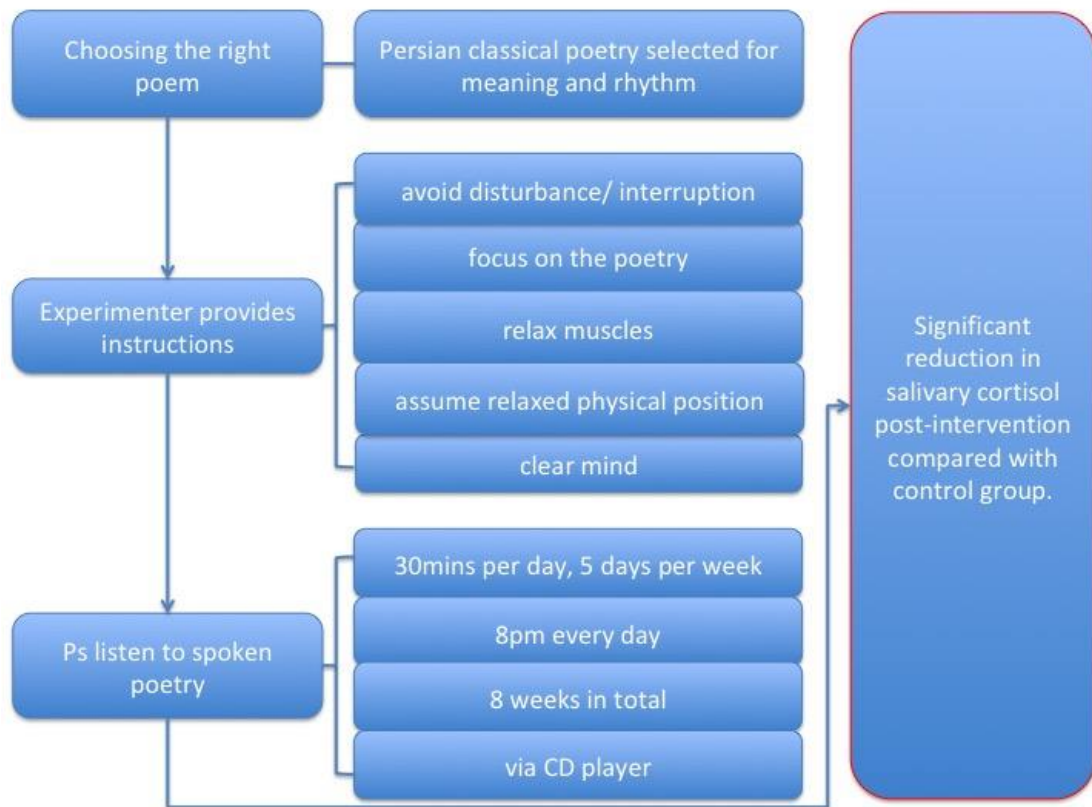 Choosing the right
poem
Persian classical poetry selected for
meaning and rhythm
Experimenter provides
instructions
avoid disturbance/ interruption
focus on the poetry
relax muscles
assume relaxed physical position
clear mind
Ps listen to spoken
poetry
30mins per day, 5 days per week
8pm every day
8 weeks in total
via CD player
Significant
reduction in
salivary cortisol
post-intervention
compared with
control group.